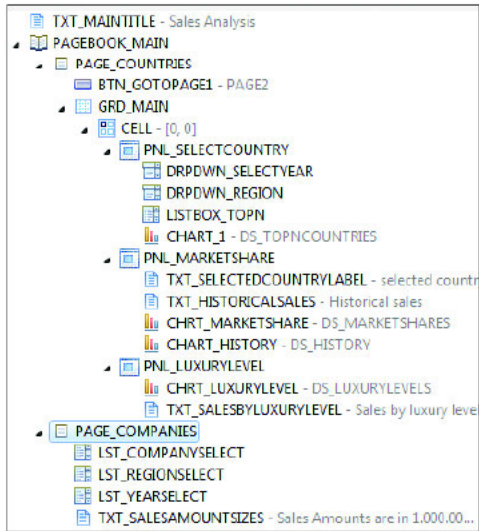 TXT_MAINTITLE - Sales Analysis
PAGEBOOK_MAIN
PAGE_COUNTRIES
BTN_GOTOPAGE1 - PAGE2
GRD_MAIN
CELL - [0, 0]
PNL_SELECTCOUNTRY
DRPDWN_SELECTYEAR
DRPDWN_REGION
LISTBOX_TOPN
CHART_1 - DS_TOPNCOUNTRIES
PNL_MARKETSHARE
TXT_SELECTEDCOUNTRYLABEL - selected countr
TXT_HISTORICALSALES - Historical sales
CHRT_MARKETSHARE - DS_MARKETSHARES
CHART_HISTORY - DS_HISTORY
PNL_LUXURYLEVEL
CHRT_LUXURYLEVEL - DS_LUXURYLEVELS
TXT_SALESBYLUXURYLEVEL - Sales by luxury level
PAGE_COMPANIES
LST_COMPANYSELECT
LST_REGIONSELECT
LST_YEARSELECT
TXT_SALESAMOUNTSIZES - Sales Amounts are in 1.000.00...